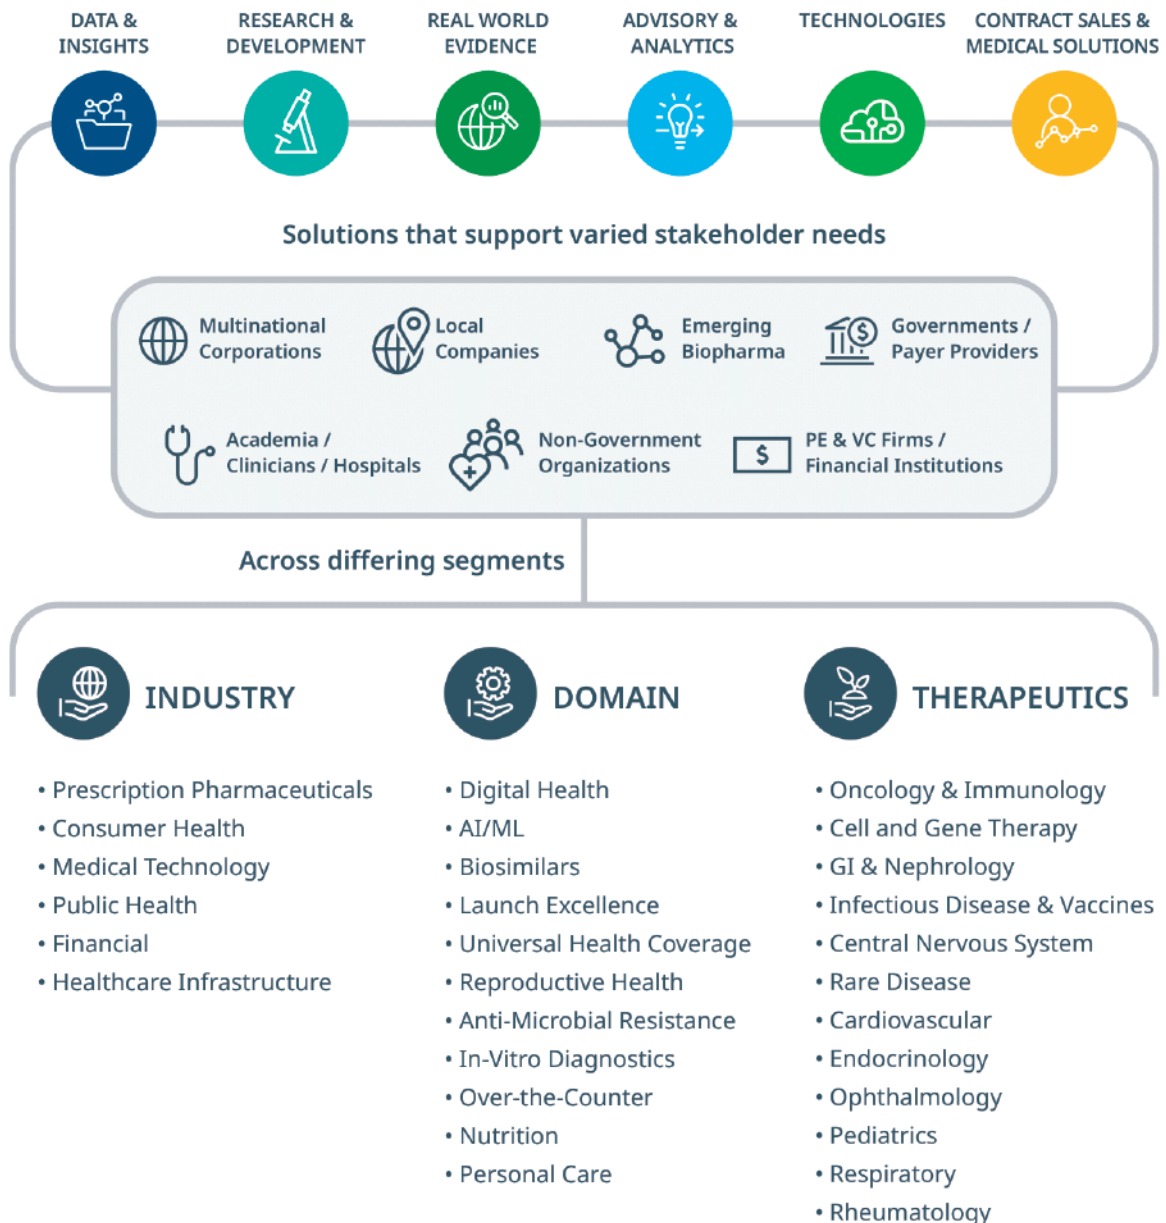 DATA &
INSIGHTS
RESEARCH &
DEVELOPMENT
REAL WORLD
EVIDENCE
ADVISORY &
ANALYTICS
TECHNOLOGIES
CONTRACT SALES &
MEDICAL SOLUTIONS
Solutions that support varied stakeholder needs
Multinational
Corporations
Local
Companies
Emerging
Biopharma
Governments /
Payer Providers
$
Academia /
Clinicians / Hospitals
Non-Government
Organizations
$
PE & VC Firms /
Financial Institutions
Across differing segments
INDUSTRY
• Prescription Pharmaceuticals
• Consumer Health
• Medical Technology
• Public Health
• Financial
• Healthcare Infrastructure
DOMAIN
• Digital Health
• AI/ML
• Biosimilars
• Launch Excellence
• Universal Health Coverage
• Reproductive Health
• Anti-Microbial Resistance
• In-Vitro Diagnostics
• Over-the-Counter
• Nutrition
• Personal Care
THERAPEUTICS
• Oncology & Immunology
• Cell and Gene Therapy
• GI & Nephrology
• Infectious Disease & Vaccines
• Central Nervous System
• Rare Disease
• Cardiovascular
• Endocrinology
• Ophthalmology
• Pediatrics
• Respiratory
• Rheumatology